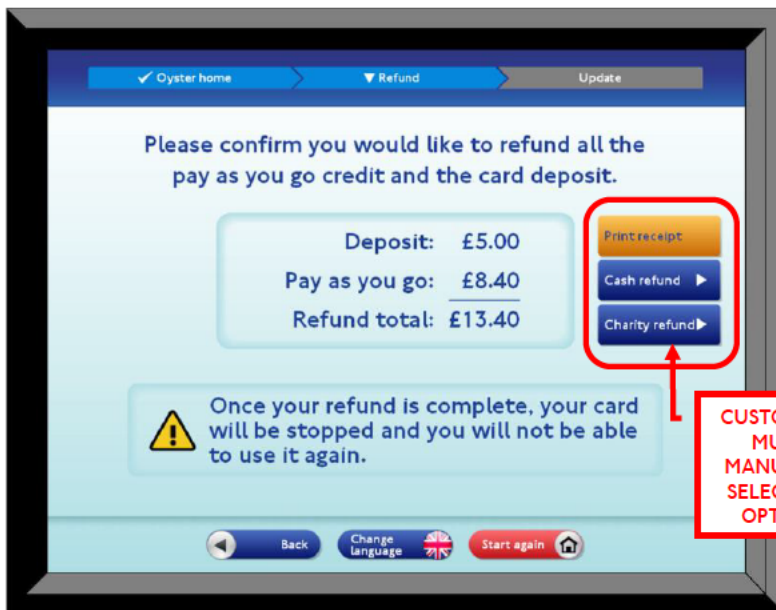 Oyster home
Refund
Update
Please confirm you would like to refund all the
pay as you go credit and the card deposit.
Deposit: £5.00
Pay as you go: £8.40
Refund total: £13.40
Print receipt
Cash refund
Charity refund
Once your refund is complete, your card
will be stopped and you will not be able
to use it again.
Back
Change
language
Start again